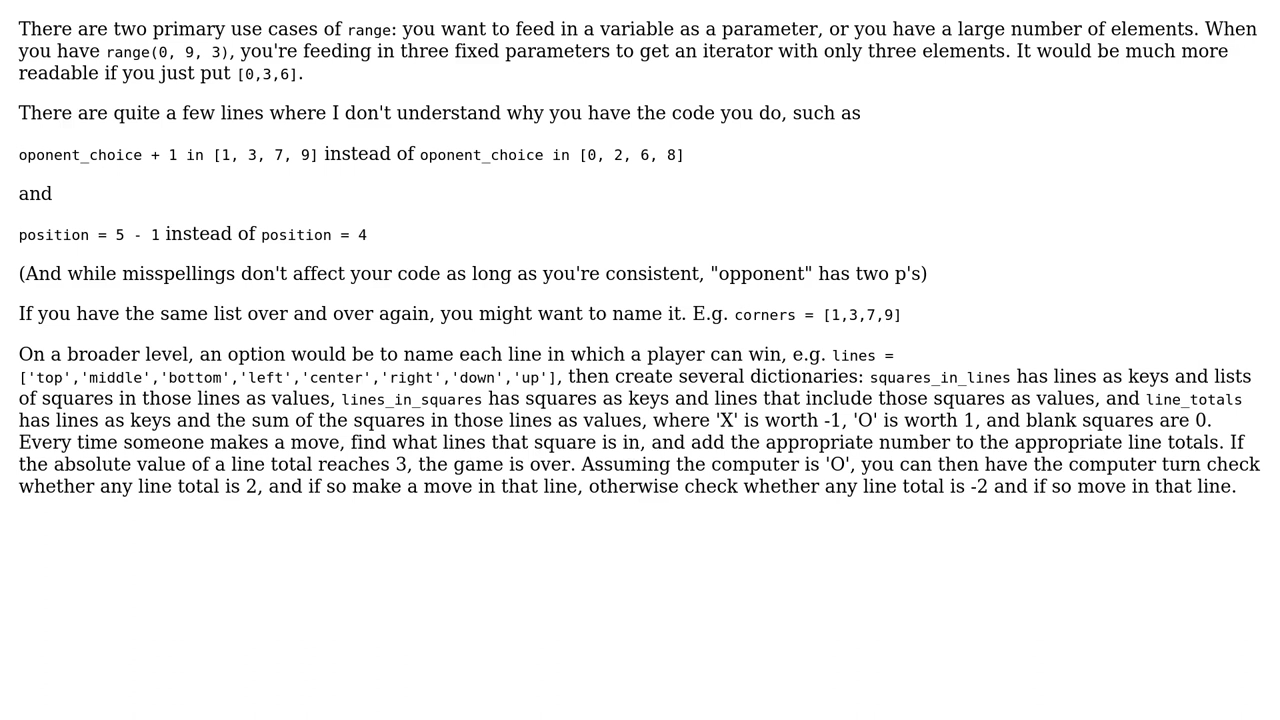 There are two primary use cases of range: you want to feed in a variable as a parameter, or you have a large number of elements. When
you have range(0, 9, 3), you're feeding in three fixed parameters to get an iterator with only three elements. It would be much more
readable if you just put [0,3,6].
There are quite a few lines where I don't understand why you have the code you do, such as
oponent_choice + 1 in [1, 3, 7, 9] instead of oponent_choice in [0, 2, 6, 8]
and
position = 5 - 1 instead of position = 4
(And while misspellings don't affect your code as long as you're consistent, "opponent" has two p's)
If you have the same list over and over again, you might want to name it. E.g. corners = [1,3,7,9]
On a broader level, an option would be to name each line in which a player can win, e.g. lines =
['top','middle','bottom','left','center','right','down','up'], then create several dictionaries: squares_in_lines has lines as keys and lists
of squares in those lines as values, lines_in_squares has squares as keys and lines that include those squares as values, and line_totals
has lines as keys and the sum of the squares in those lines as values, where 'X' is worth -1, 'O' is worth 1, and blank squares are 0.
Every time someone makes a move, find what lines that square is in, and add the appropriate number to the appropriate line totals. If
the absolute value of a line total reaches 3, the game is over. Assuming the computer is 'O', you can then have the computer turn check
whether any line total is 2, and if so make a move in that line, otherwise check whether any line total is -2 and if so move in that line.